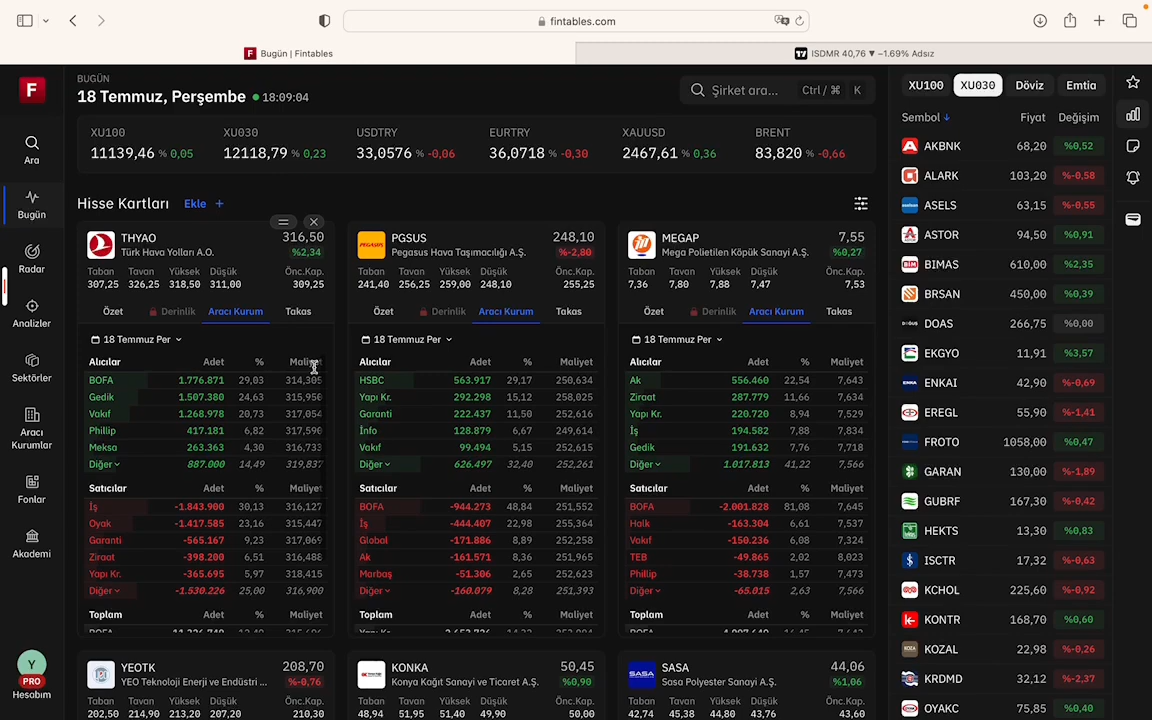 fintables.com
Bugün | Fintables
ISDMR 40,76 ▼ −1.69% Adsız
F
Ara
Bugün
Radar
Analizler
Sektörler
Aracı Kurumlar
Fonlar
Akademi
Y
PRO
Hesabım
BUGÜN
18 Temmuz, Perşembe 18:09:04
Şirket ara... Ctrl / ⌘ K
XU100 XU030 USDTRY EURTRY XAUUSD BRENT
11139,46 % 0,05 12118,79 % 0,23 33,0576 % -0,06 36,0718 % -0,30 2467,61 % 0,36 83,820 % -0,66
Hisse Kartları Ekle +
THYAO 316,50
Türk Hava Yolları A.O. %2,34
Taban Tavan Yüksek Düşük Önc.Kap.
307,25 326,25 318,50 311,00 309,25
Özet Derinlik Aracı Kurum Takas
18 Temmuz Per
Alıcılar Adet % Maliyet
BOFA 1.776.871 29,03 314,305
Gedik 1.507.380 24,63 315,950
Vakıf 1.268.978 20,73 317,054
Phillip 417.181 6,82 317,590
Meksa 263.363 4,30 316,733
Diğer 887.000 14,49 319,837
Satıcılar Adet % Maliyet
İş -1.843.900 30,13 316,127
Oyak -1.417.585 23,16 315,447
Garanti -565.167 9,23 317,069
Ziraat -398.200 6,51 316,488
Yapı Kr. -365.695 5,97 318,415
Diğer -1.530.226 25,00 316,900
Toplam Adet % Maliyet
PGSUS 248,10
Pegasus Hava Taşımacılığı A.Ş. %-2,80
Taban Tavan Yüksek Düşük Önc.Kap.
241,40 256,25 259,00 248,10 255,25
Özet Derinlik Aracı Kurum Takas
18 Temmuz Per
Alıcılar Adet % Maliyet
HSBC 563.917 29,17 250,634
Yapı Kr. 292.298 15,12 258,025
Garanti 222.437 11,50 252,616
İnfo 128.879 6,67 249,614
Vakıf 99.494 5,15 252,615
Diğer 626.497 32,40 252,261
Satıcılar Adet % Maliyet
BOFA -944.273 48,84 251,552
İş -444.407 22,98 255,364
Global -171.886 8,89 252,258
Ak -161.571 8,36 251,965
Marbaş -51.306 2,65 252,623
Diğer -160.079 8,28 251,393
Toplam Adet % Maliyet
MEGAP 7,55
Mega Polietilen Köpük Sanayi A.Ş. %0,27
Taban Tavan Yüksek Düşük Önc.Kap.
7,36 7,80 7,88 7,47 7,53
Özet Derinlik Aracı Kurum Takas
18 Temmuz Per
Alıcılar Adet % Maliyet
Ak 556.460 22,54 7,643
Ziraat 287.779 11,66 7,634
Yapı Kr. 220.720 8,94 7,529
İş 194.582 7,88 7,834
Gedik 191.632 7,76 7,718
Diğer 1.017.813 41,22 7,566
Satıcılar Adet % Maliyet
BOFA -2.001.828 81,08 7,645
Halk -163.304 6,61 7,537
Vakıf -150.236 6,08 7,324
TEB -49.865 2,02 8,023
Phillip -38.738 1,57 7,473
Diğer -65.015 2,63 7,566
Toplam Adet % Maliyet
YEOTK 208,70
YEO Teknoloji Enerji ve Endüstri ... %-0,76
Taban Tavan Yüksek Düşük Önc.Kap.
202,50 214,90 213,20 207,20 210,30
KONKA 50,45
Konya Kağıt Sanayi ve Ticaret A.Ş. %0,90
Taban Tavan Yüksek Düşük Önc.Kap.
48,94 51,95 51,40 49,90 50,00
SASA 44,06
Sasa Polyester Sanayi A.Ş. %1,06
Taban Tavan Yüksek Düşük Önc.Kap.
42,74 45,38 44,80 43,76 43,60
XU100 XU030 Döviz Emtia
Sembol ↓ Fiyat Değişim
AKBNK 68,20 %0,52
ALARK 103,20 %-0,58
ASELS 63,15 %-0,55
ASTOR 94,50 %0,91
BIMAS 610,00 %2,35
BRSAN 450,00 %0,39
DOAS 266,75 %0,00
EKGYO 11,91 %3,57
ENKAI 42,90 %-0,69
EREGL 55,90 %-1,41
FROTO 1058,00 %0,47
GARAN 130,00 %-1,89
GUBRF 167,30 %-0,42
HEKTS 13,30 %0,83
ISCTR 17,32 %-0,63
KCHOL 225,60 %-0,92
KONTR 168,70 %0,60
KOZAL 22,98 %-0,26
KRDMD 32,12 %-2,37
OYAKC 75,85 %0,40